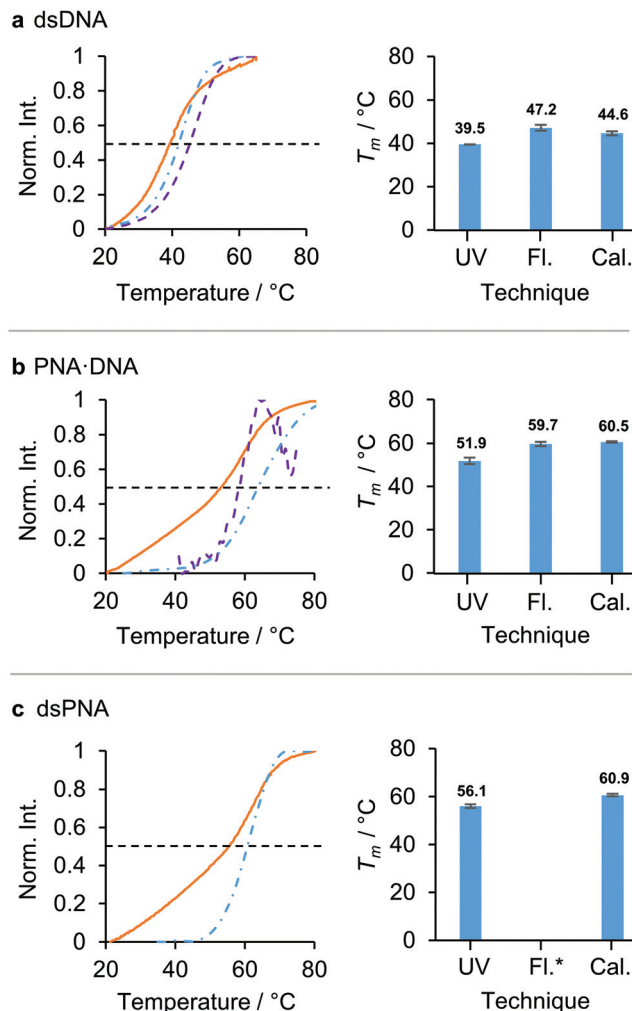 a dsDNA
1
0.8
0.6
0.4
0.2
0
Norm. Int.
20 40 60 80
Temperature / °C
80
60
40
20
0
Tm / °C
39.5 47.2 44.6
UV Fl. Cal.
Technique
b PNA·DNA
1
0.8
0.6
0.4
0.2
0
Norm. Int.
20 40 60 80
Temperature / °C
80
60
40
20
0
Tm / °C
51.9 59.7 60.5
UV Fl. Cal.
Technique
c dsPNA
1
0.8
0.6
0.4
0.2
0
Norm. Int.
20 40 60 80
Temperature / °C
80
60
40
20
0
Tm / °C
56.1 60.9
UV Fl.* Cal.
Technique